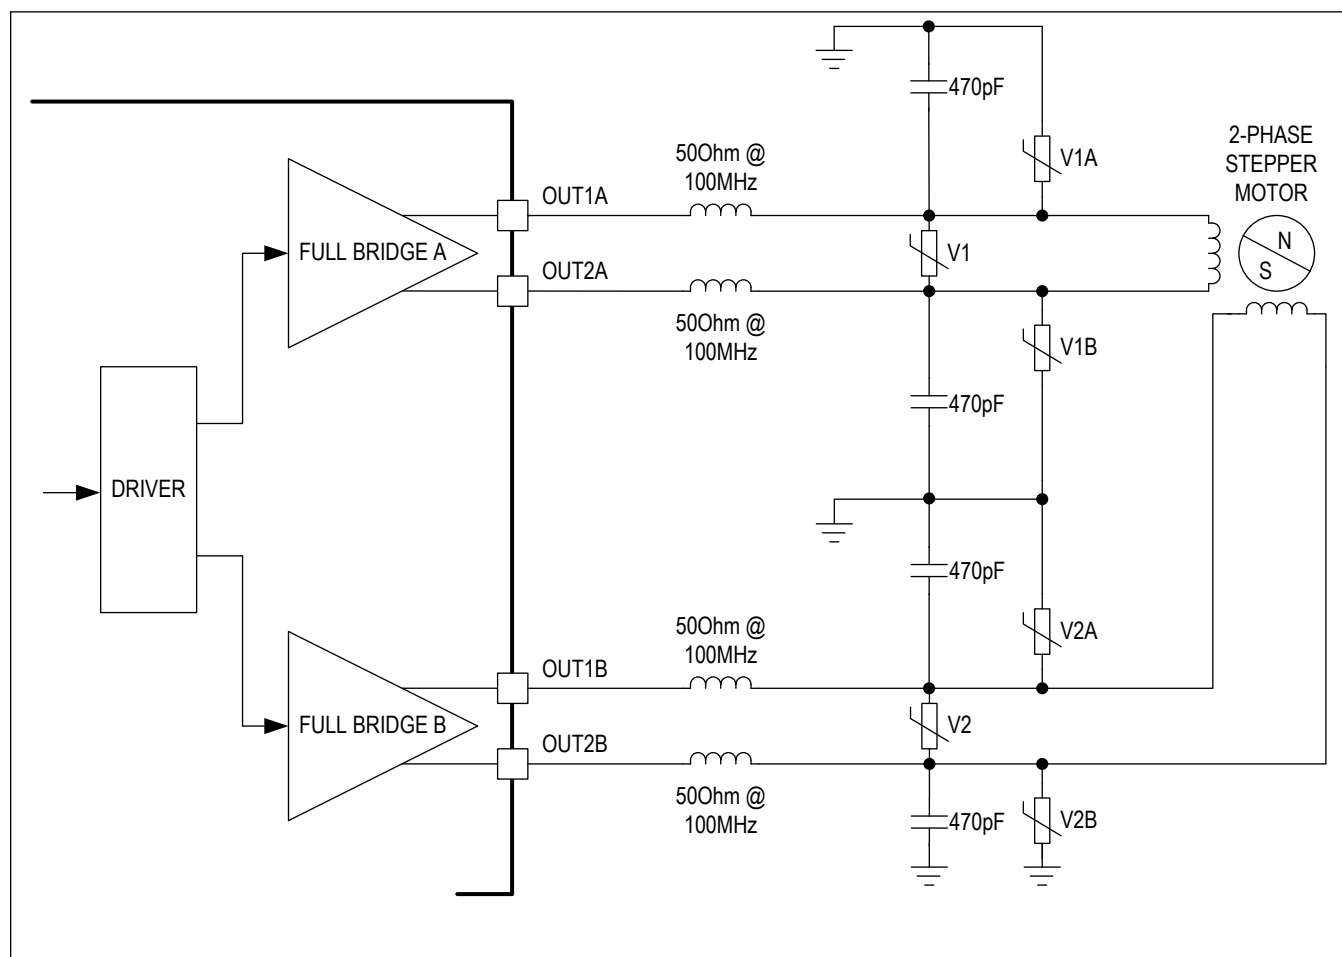 470pF
V1A
2-PHASE
STEPPER
MOTOR
50Ohm @
100MHz
OUT1A
FULL BRIDGE A
V1
N
S
OUT2A
50Ohm @
100MHz
V1B
470pF
DRIVER
470pF
50Ohm @
100MHz
V2A
OUT1B
FULL BRIDGE B
V2
OUT2B
50Ohm @
100MHz
470pF
V2B